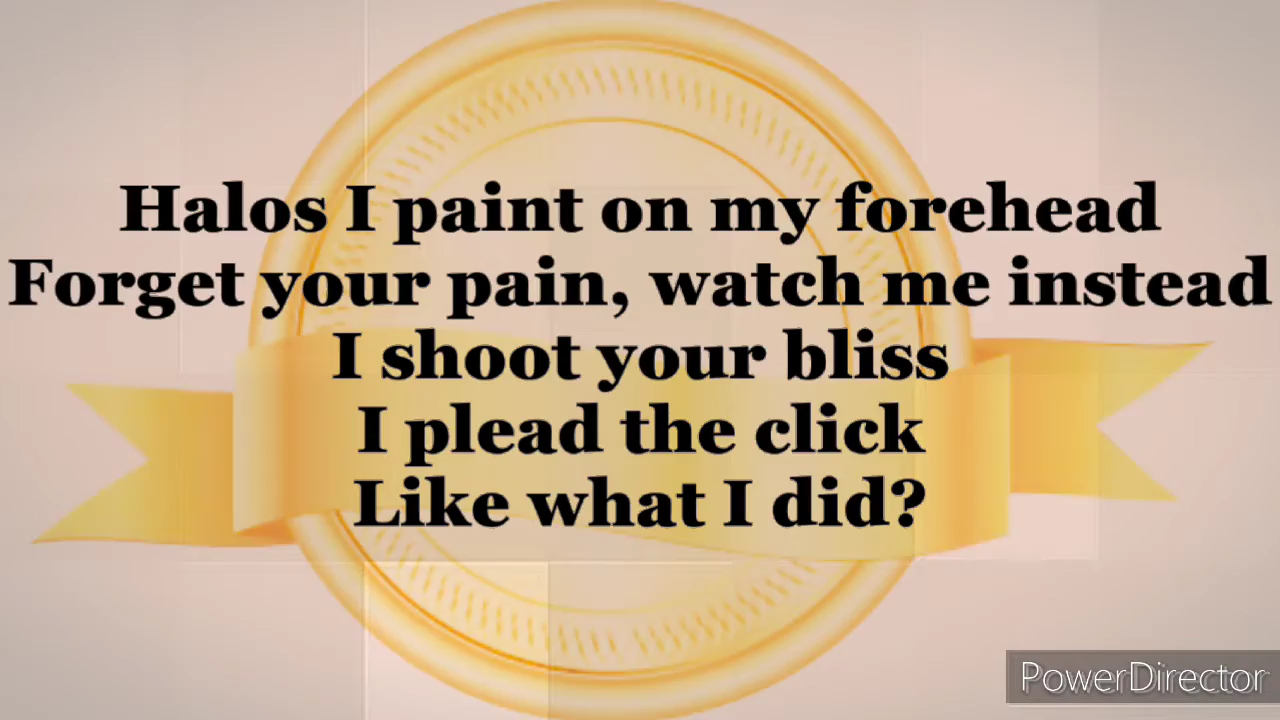 Halos I paint on my forehead
Forget your pain, watch me instead
I shoot your bliss
I plead the click
Like what I did?
PowerDirector